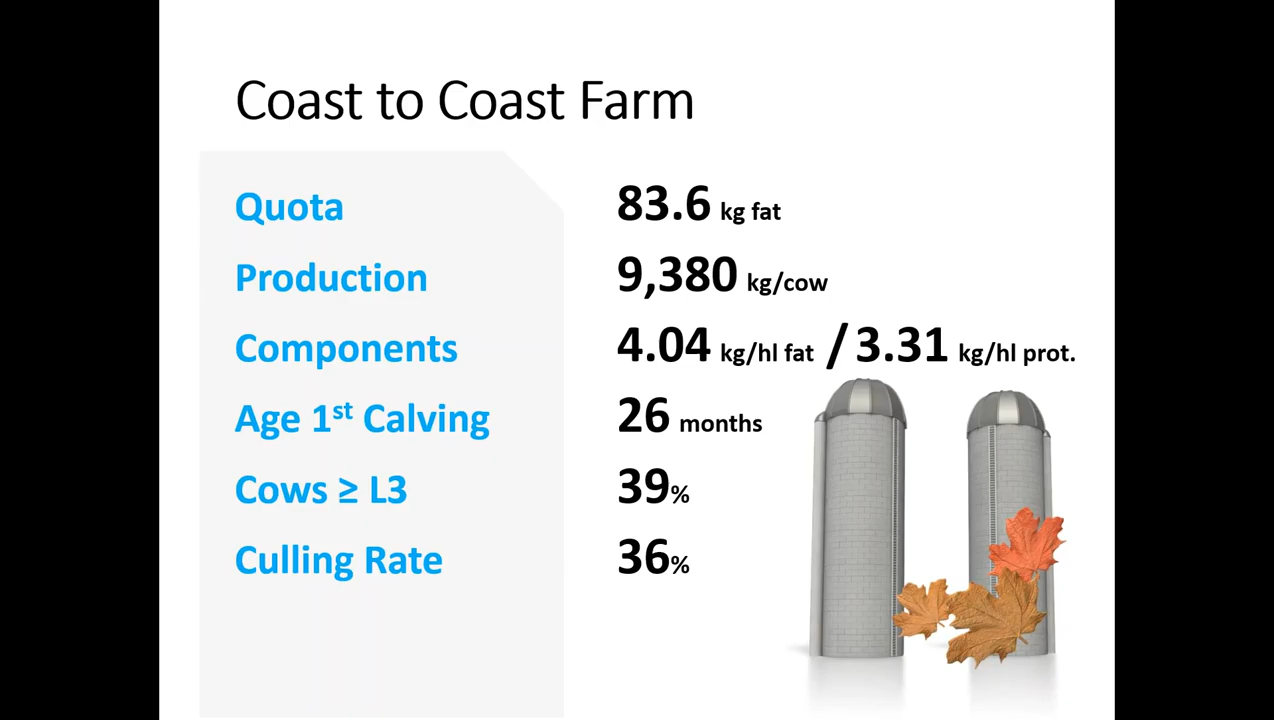 Coast to Coast Farm
Quota 83.6 kg fat
Production 9,380 kg/cow
Components 4.04 kg/hl fat / 3.31 kg/hl prot.
Age 1st Calving 26 months
Cows ≥ L3 39%
Culling Rate 36%